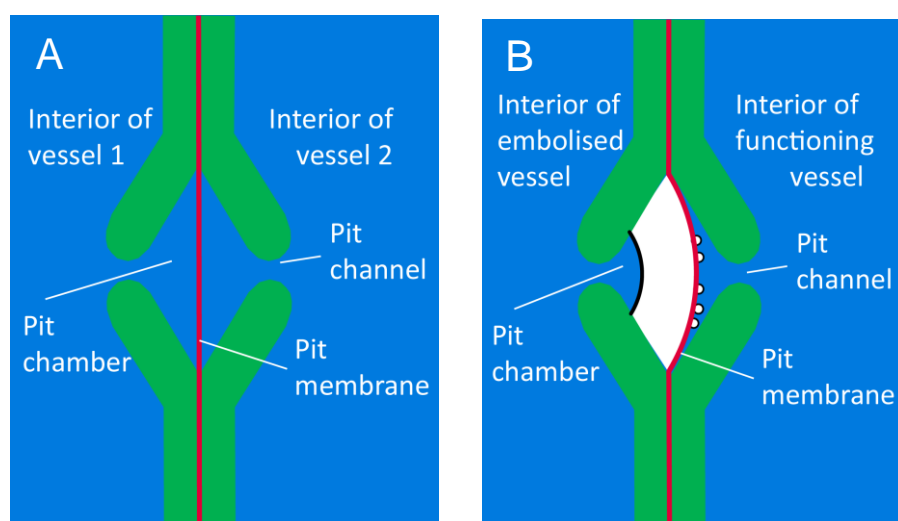 A
Interior of
vessel 1
Interior of
vessel 2
Pit
channel
Pit
chamber
Pit
membrane
B
Interior of
embolised
vessel
Interior of
functioning
vessel
Pit
channel
Pit
chamber
Pit
membrane